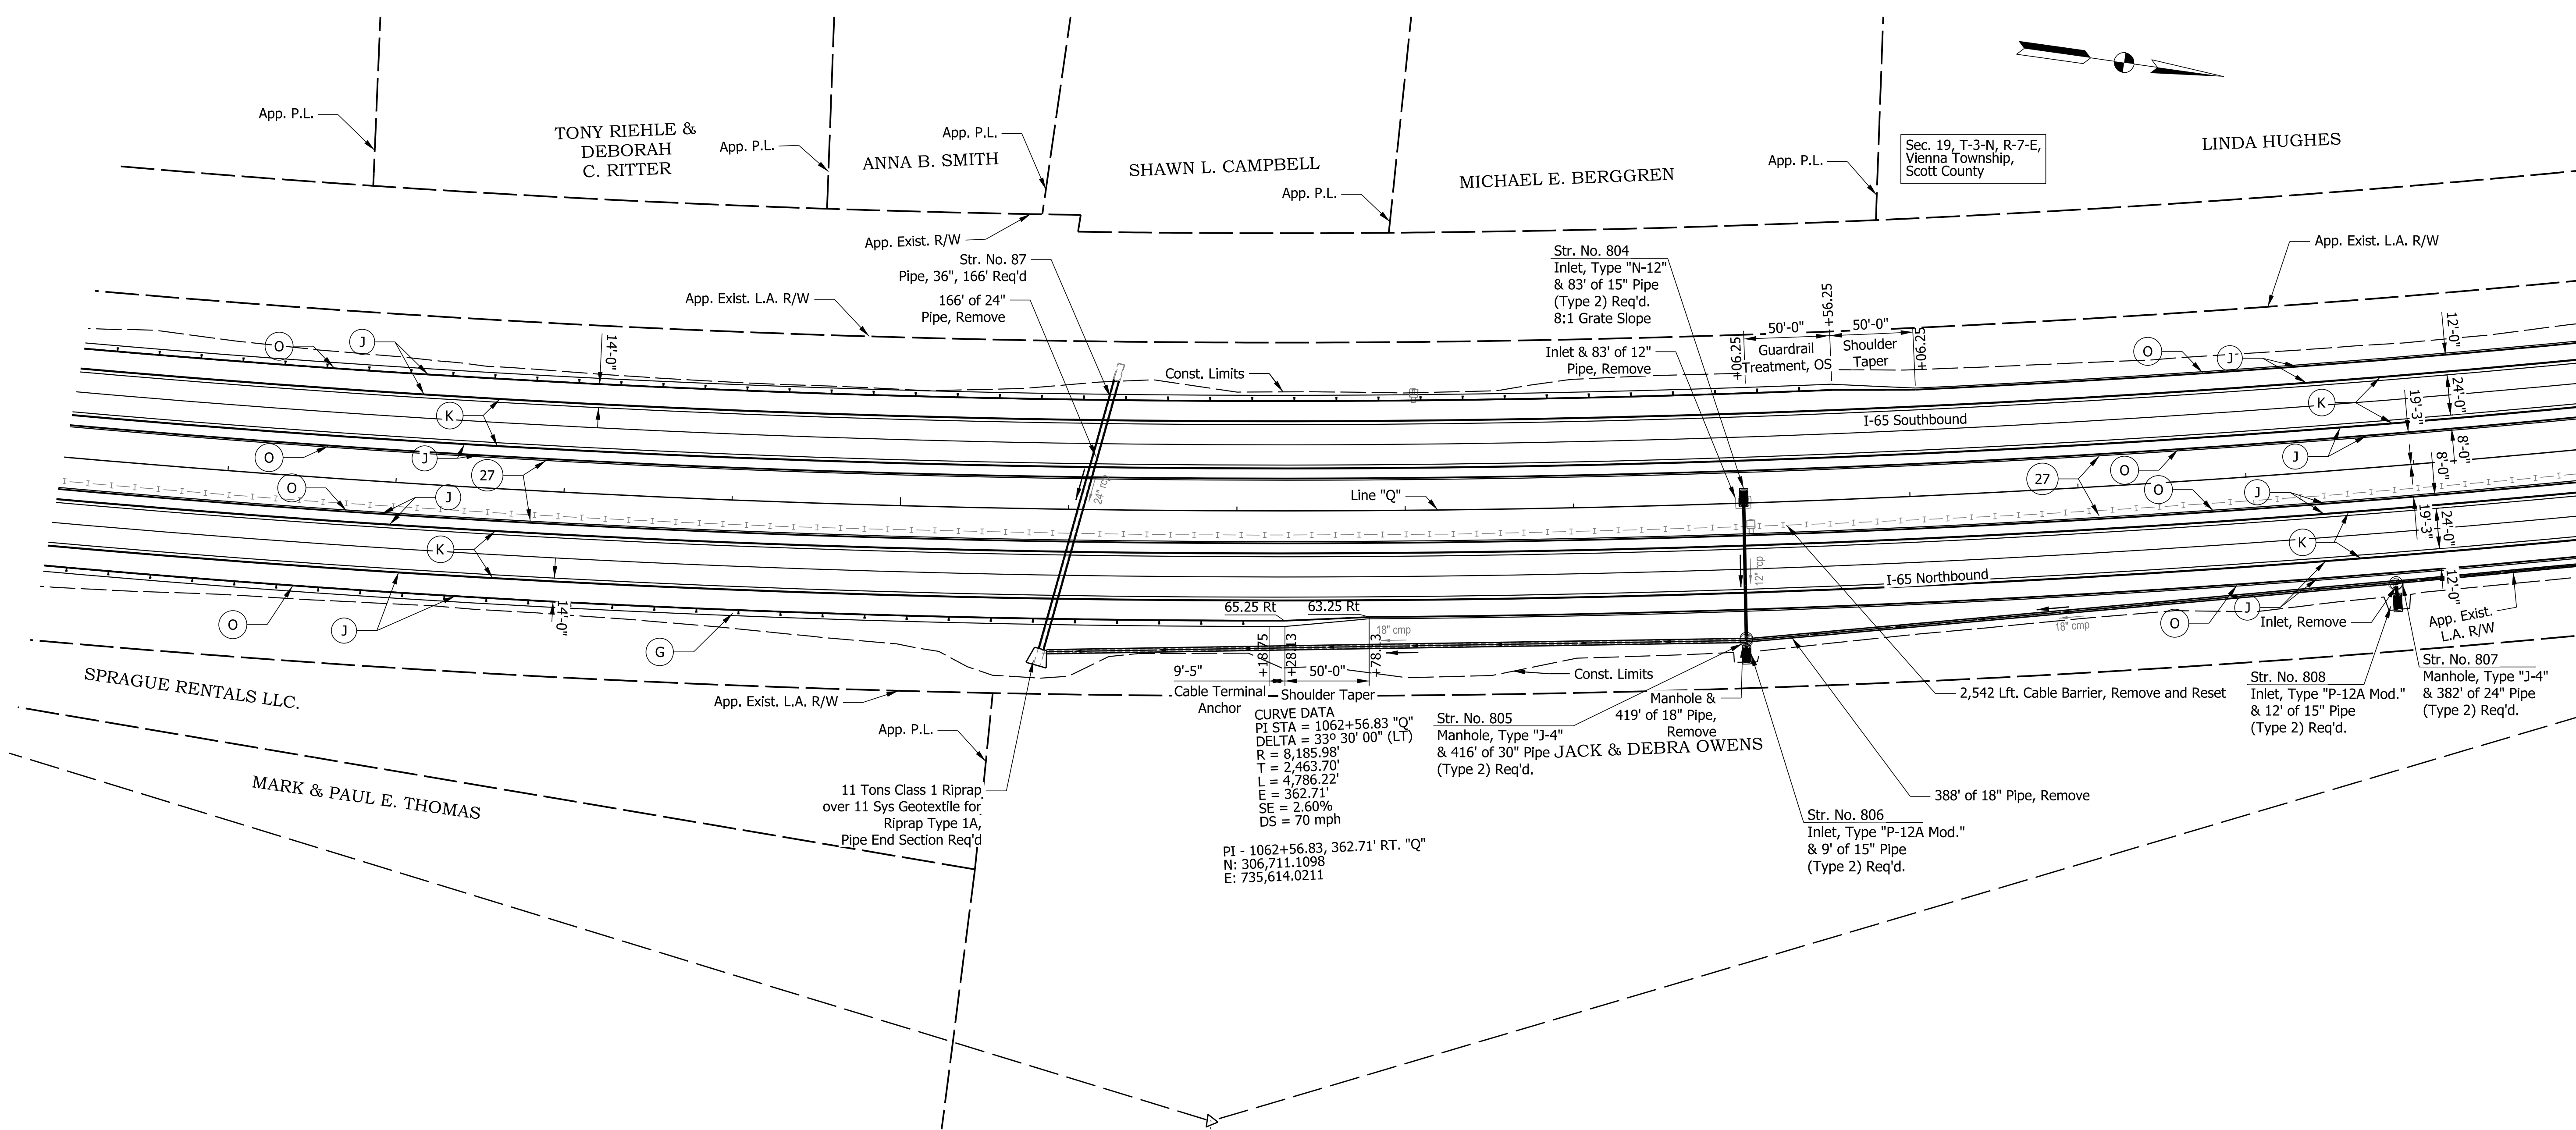 App. P.L.
TONY RIEHLE &
DEBORAH
C. RITTER
App. P.L.
ANNA B. SMITH
App. P.L.
SHAWN L. CAMPBELL
App. P.L.
MICHAEL E. BERGGREN
App. P.L.
Sec. 19, T-3-N, R-7-E,
Vienna Township,
Scott County
LINDA HUGHES
App. Exist. R/W
Str. No. 87
Pipe, 36", 166' Req'd
166' of 24"
Pipe, Remove
App. Exist. L.A. R/W
Str. No. 804
Inlet, Type "N-12"
& 83' of 15" Pipe
(Type 2) Req'd.
8:1 Grate Slope
Inlet & 83' of 12"
Pipe, Remove
+06.25
50'-0"
+56.25
50'-0"
+06.25
Guardrail
Treatment, OS
Shoulder
Taper
App. Exist. L.A. R/W
O
J
14'-0"
Const. Limits
O
J
12'-0"
K
I-65 Southbound
K
24'-0"
19'-3"
O
J
27
24" rcp
Line "Q"
27
O
J
8'-0"
O
J
O
J
8'-0"
K
12" cp
I-65 Northbound
K
19'-3"
24'-0"
O
J
14'-0"
G
65.25 Rt
63.25 Rt
18" cmp
18" cmp
O
J
12'-0"
Inlet, Remove
App. Exist.
L.A. R/W
+18.75
+28.13
+78.13
9'-5"
50'-0"
Cable Terminal
Anchor
Shoulder Taper
Const. Limits
SPRAGUE RENTALS LLC.
App. Exist. L.A. R/W
App. P.L.
MARK & PAUL E. THOMAS
11 Tons Class 1 Riprap
over 11 Sys Geotextile for
Riprap Type 1A,
Pipe End Section Req'd
CURVE DATA
PI STA = 1062+56.83 "Q"
DELTA = 33º 30' 00" (LT)
R = 8,185.98'
T = 2,463.70'
L = 4,786.22'
E = 362.71'
SE = 2.60%
DS = 70 mph
PI - 1062+56.83, 362.71' RT. "Q"
N: 306,711.1098
E: 735,614.0211
Str. No. 805
Manhole, Type "J-4"
& 416' of 30" Pipe
(Type 2) Req'd.
Manhole &
419' of 18" Pipe,
Remove
JACK & DEBRA OWENS
2,542 Lft. Cable Barrier, Remove and Reset
388' of 18" Pipe, Remove
Str. No. 806
Inlet, Type "P-12A Mod."
& 9' of 15" Pipe
(Type 2) Req'd.
Str. No. 808
Inlet, Type "P-12A Mod."
& 12' of 15" Pipe
(Type 2) Req'd.
Str. No. 807
Manhole, Type "J-4"
& 382' of 24" Pipe
(Type 2) Req'd.